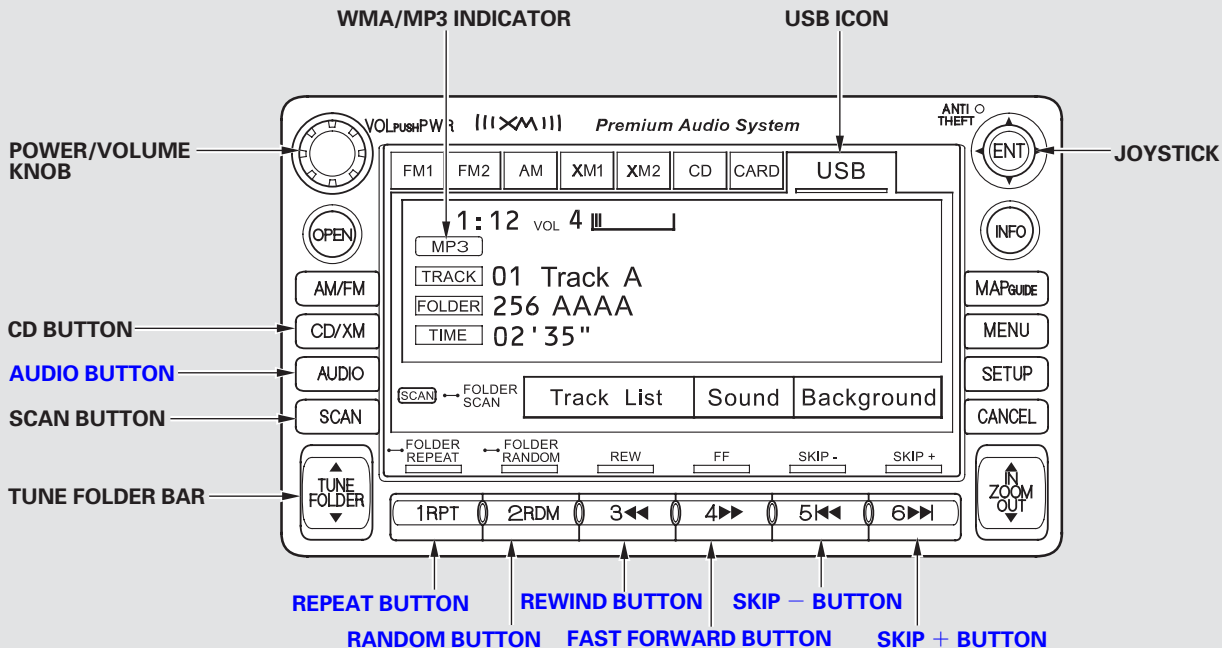 WMA/MP3 INDICATOR
USB ICON
POWER/VOLUME
KNOB
VOL PUSH PWR
XM
Premium Audio System
ANTI
THEFT
ENT
JOYSTICK
FM1 FM2 AM XM1 XM2 CD CARD USB
OPEN
1:12 VOL 4
INFO
MP3
AM/FM
TRACK 01 Track A
MAP GUIDE
FOLDER 256 AAAA
CD BUTTON
CD/XM
TIME 02'35"
MENU
AUDIO BUTTON
AUDIO
SETUP
SCAN FOLDER
SCAN
Track List
Sound
Background
SCAN BUTTON
SCAN
CANCEL
FOLDER
REPEAT
FOLDER
RANDOM
REW
FF
SKIP -
SKIP +
TUNE FOLDER BAR
TUNE
FOLDER
IN
ZOOM
OUT
1RPT 2RDM 3◀◀ 4▶▶ 5|◀◀ 6▶▶|
REPEAT BUTTON
REWIND BUTTON
SKIP − BUTTON
RANDOM BUTTON
FAST FORWARD BUTTON
SKIP + BUTTON